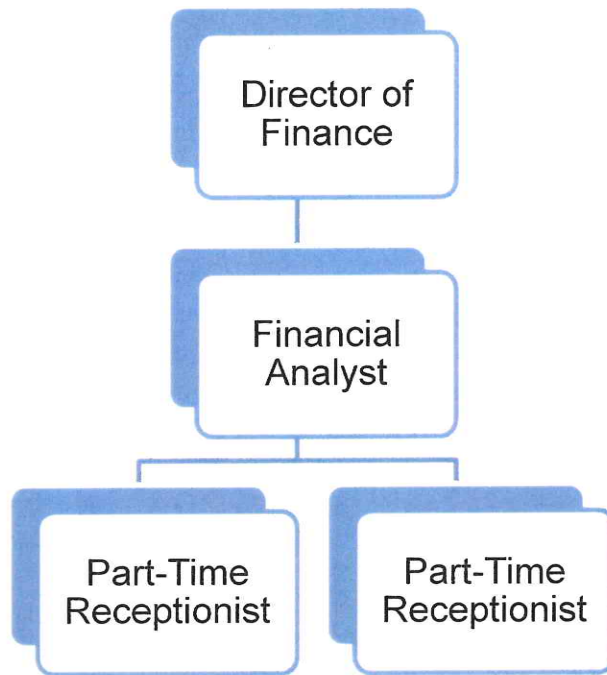 Director of
Finance
Financial
Analyst
Part-Time
Receptionist
Part-Time
Receptionist